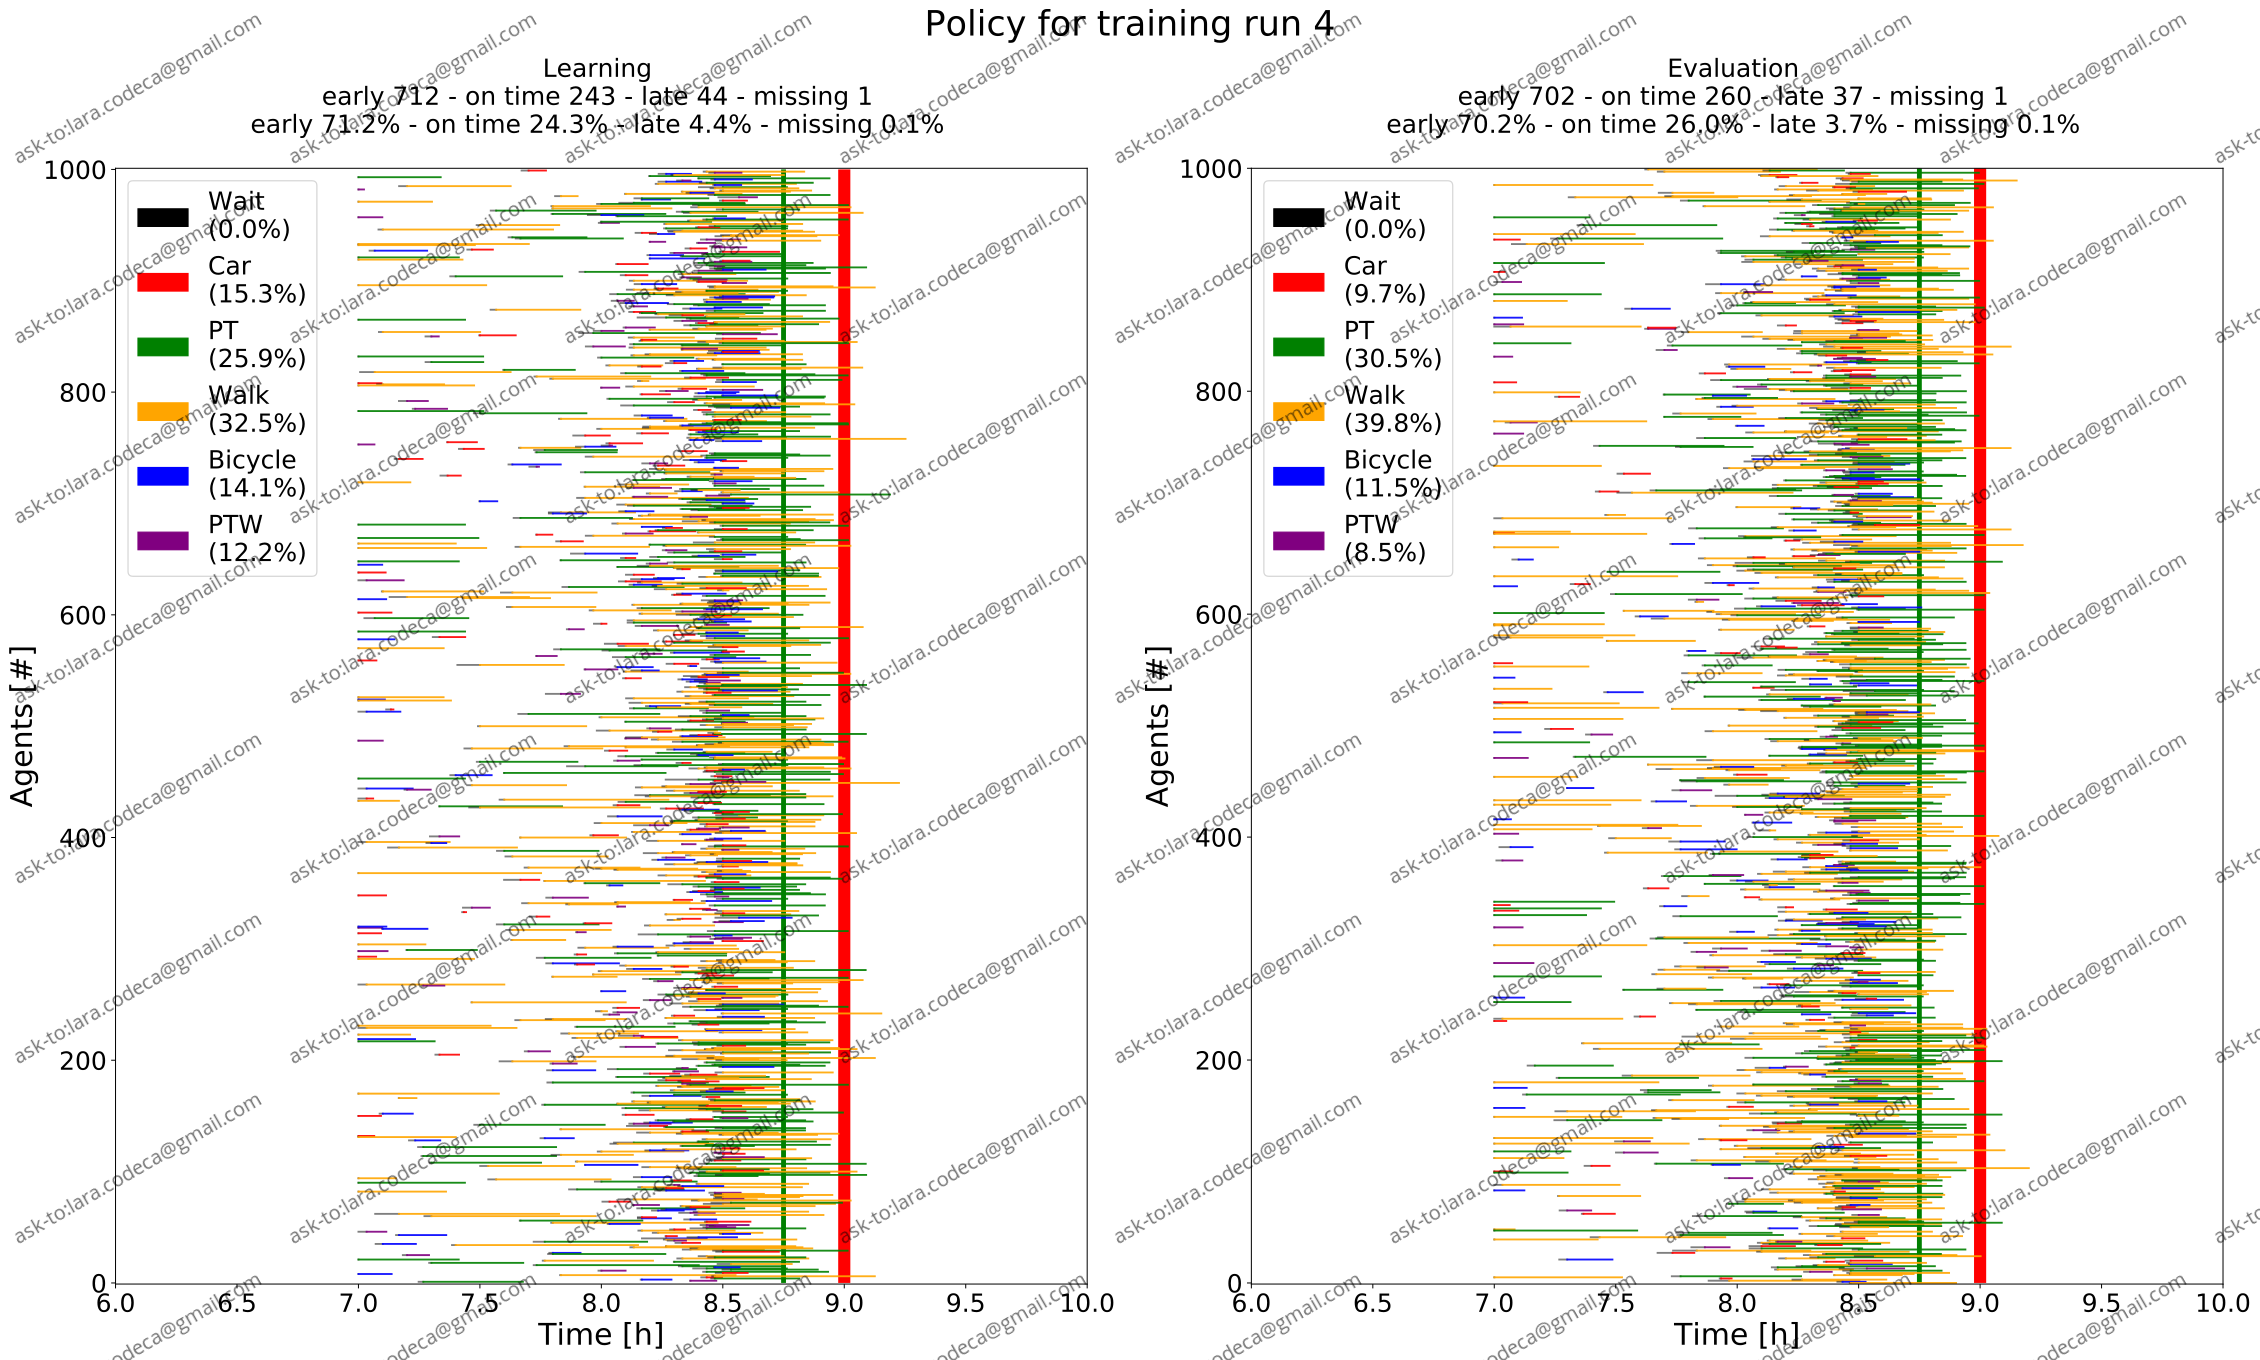 Policy for training run 4
Learning
early 712 - on time 243 - late 44 - missing 1
early 71.2% - on time 24.3% - late 4.4% - missing 0.1%
1000
800
600
400
200
0
Agents [#]
Wait
(0.0%)
Car
(15.3%)
PT
(25.9%)
Walk
(32.5%)
Bicycle
(14.1%)
PTW
(12.2%)
6.0 6.5 7.0 7.5 8.0 8.5 9.0 9.5 10.0
Time [h]
Evaluation
early 702 - on time 260 - late 37 - missing 1
early 70.2% - on time 26.0% - late 3.7% - missing 0.1%
1000
800
600
400
200
0
Agents [#]
Wait
(0.0%)
Car
(9.7%)
PT
(30.5%)
Walk
(39.8%)
Bicycle
(11.5%)
PTW
(8.5%)
6.0 6.5 7.0 7.5 8.0 8.5 9.0 9.5 10.0
Time [h]
ask-to:lara.codeca@gmail.com